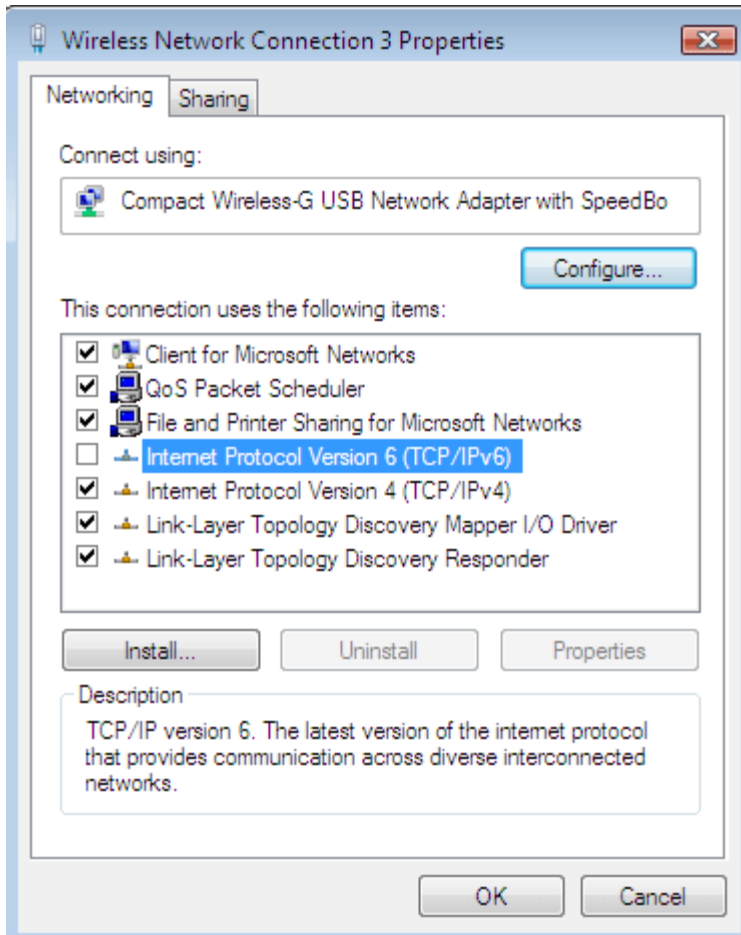 Wireless Network Connection 3 Properties
Networking
Sharing
Connect using:
Compact Wireless-G USB Network Adapter with SpeedBo
Configure...
This connection uses the following items:
Client for Microsoft Networks
QoS Packet Scheduler
File and Printer Sharing for Microsoft Networks
Internet Protocol Version 6 (TCP/IPv6)
Internet Protocol Version 4 (TCP/IPv4)
Link-Layer Topology Discovery Mapper I/O Driver
Link-Layer Topology Discovery Responder
Install...
Uninstall
Properties
Description
TCP/IP version 6. The latest version of the internet protocol
that provides communication across diverse interconnected
networks.
OK
Cancel